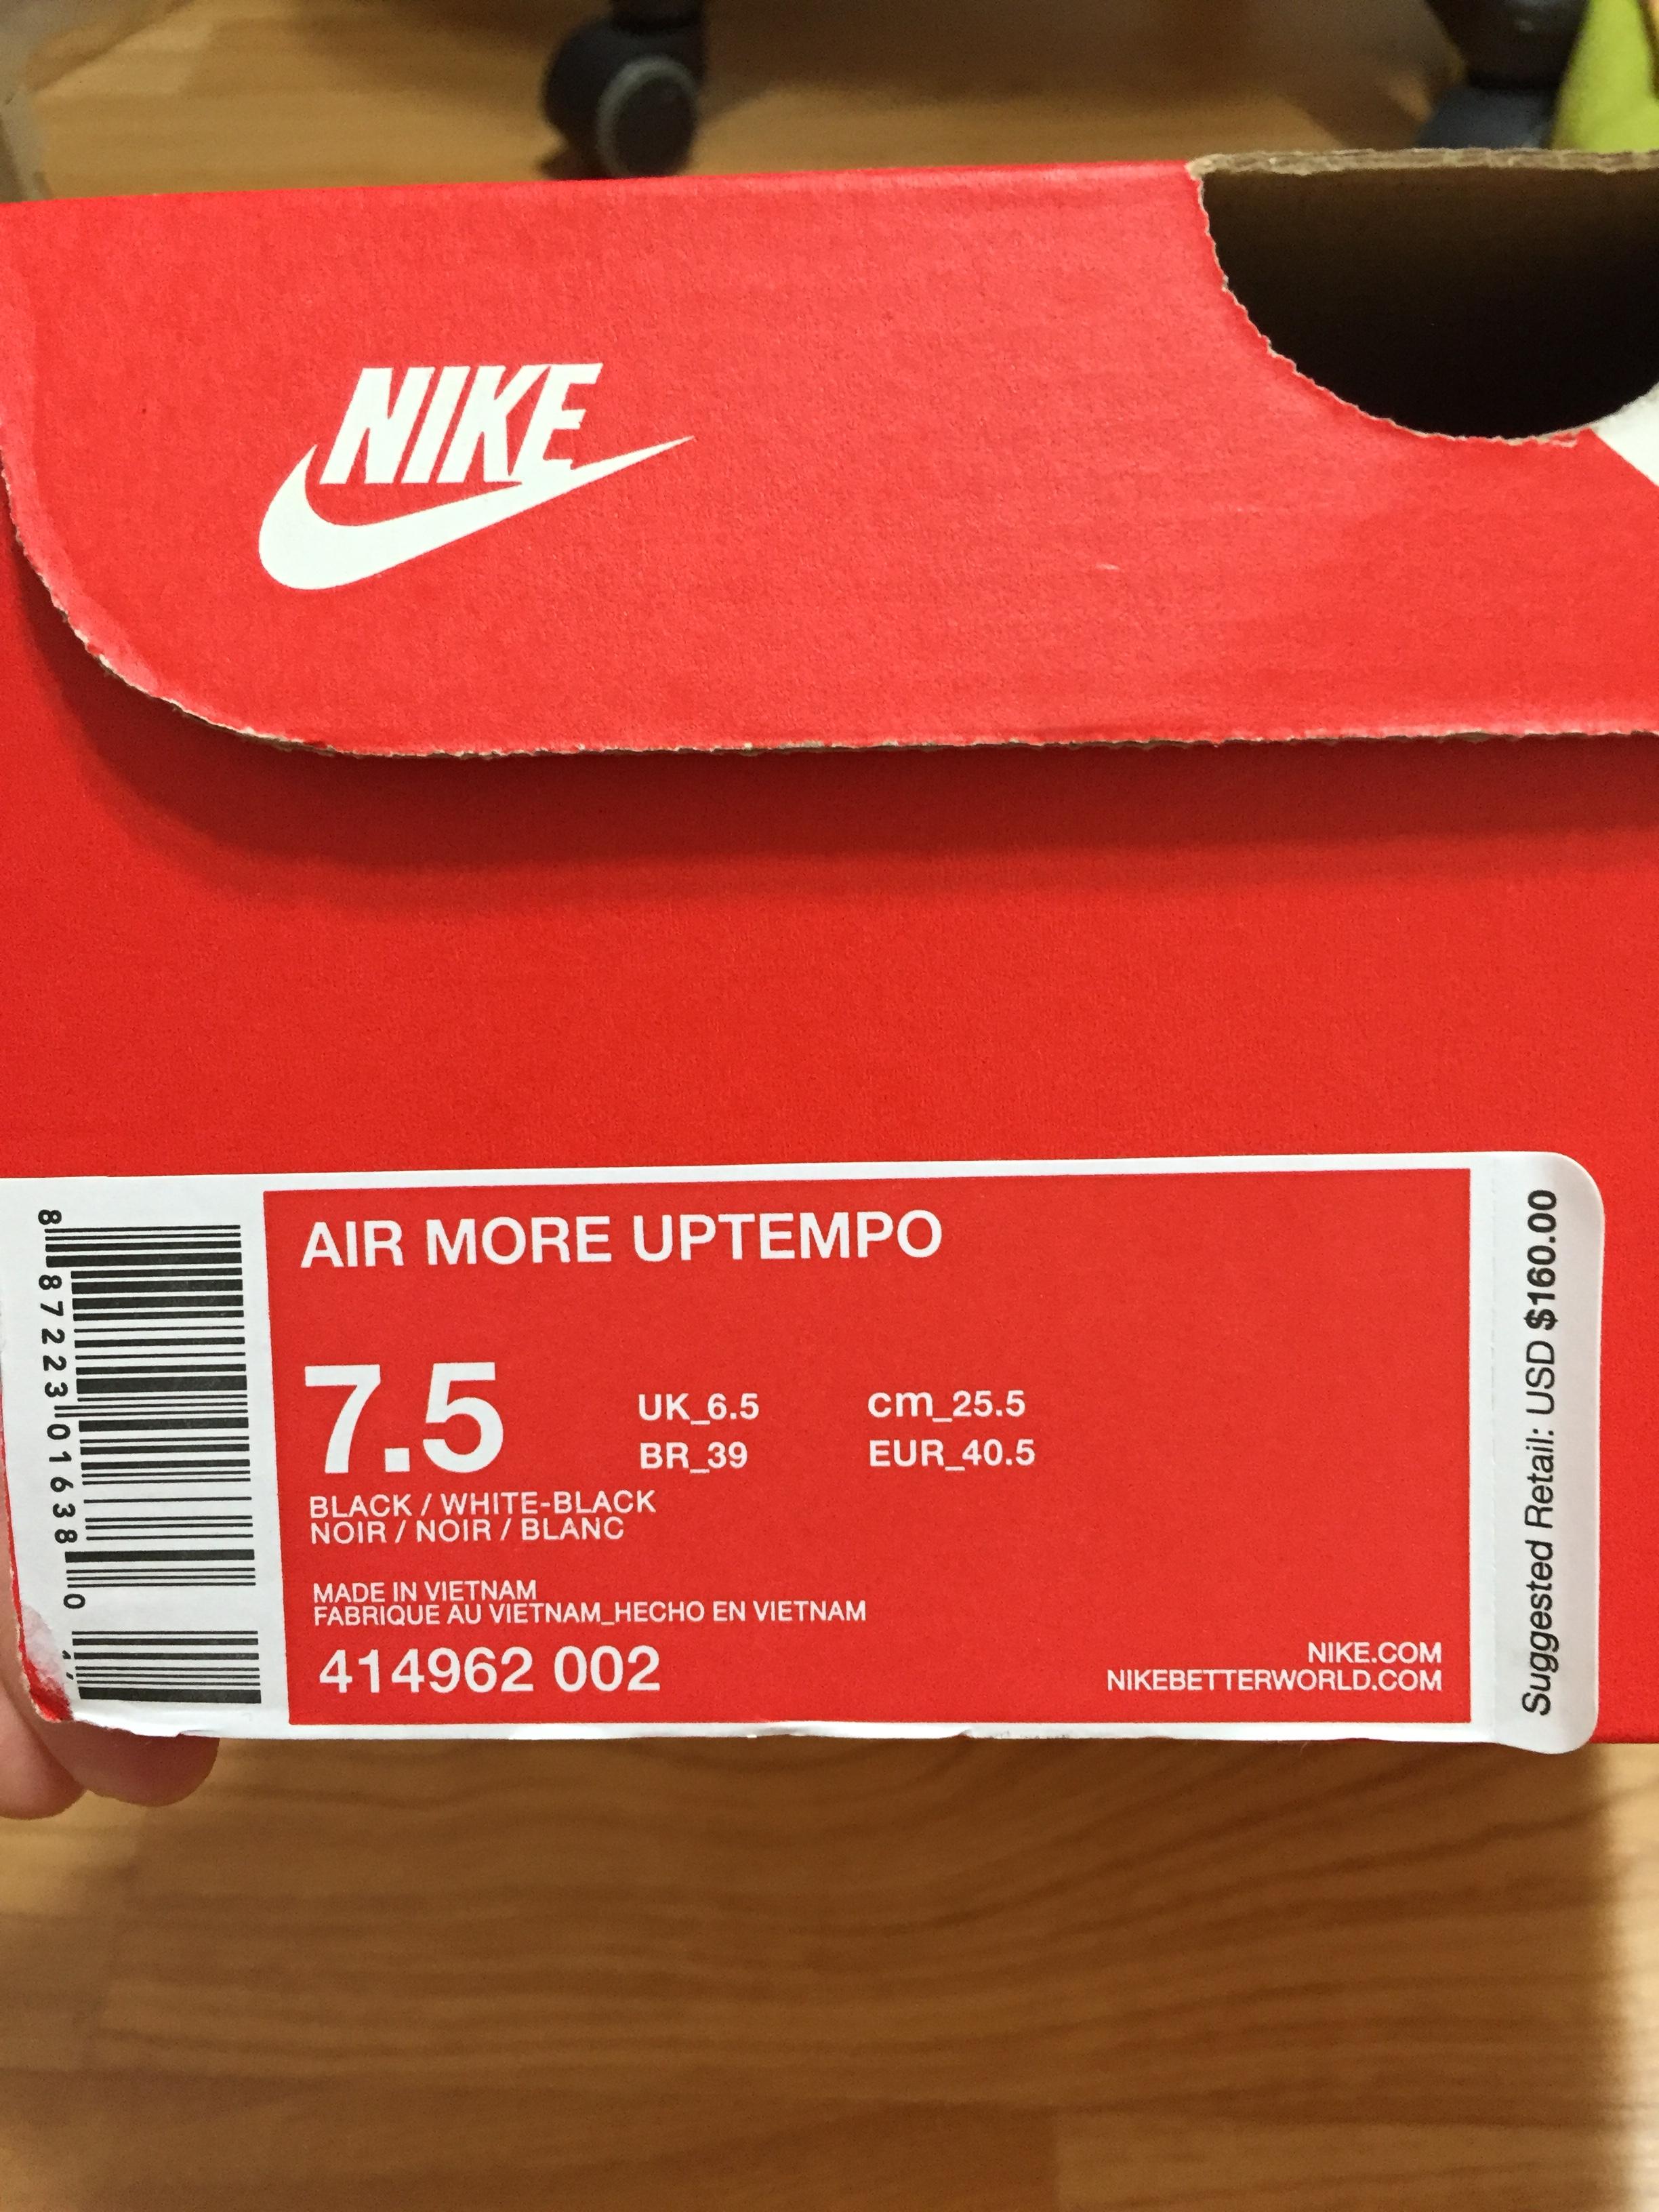 NIKE
AIR MORE UPTEMPO
7.5
UK_6.5 cm_25.5
BR_39 EUR_40.5
BLACK / WHITE-BLACK
NOIR / NOIR / BLANC
MADE IN VIETNAM
FABRIQUE AU VIETNAM_HECHO EN VIETNAM
414962 002
NIKE.COM
NIKEBETTERWORLD.COM
8 87223 01638 0
Suggested Retail: USD $160.00